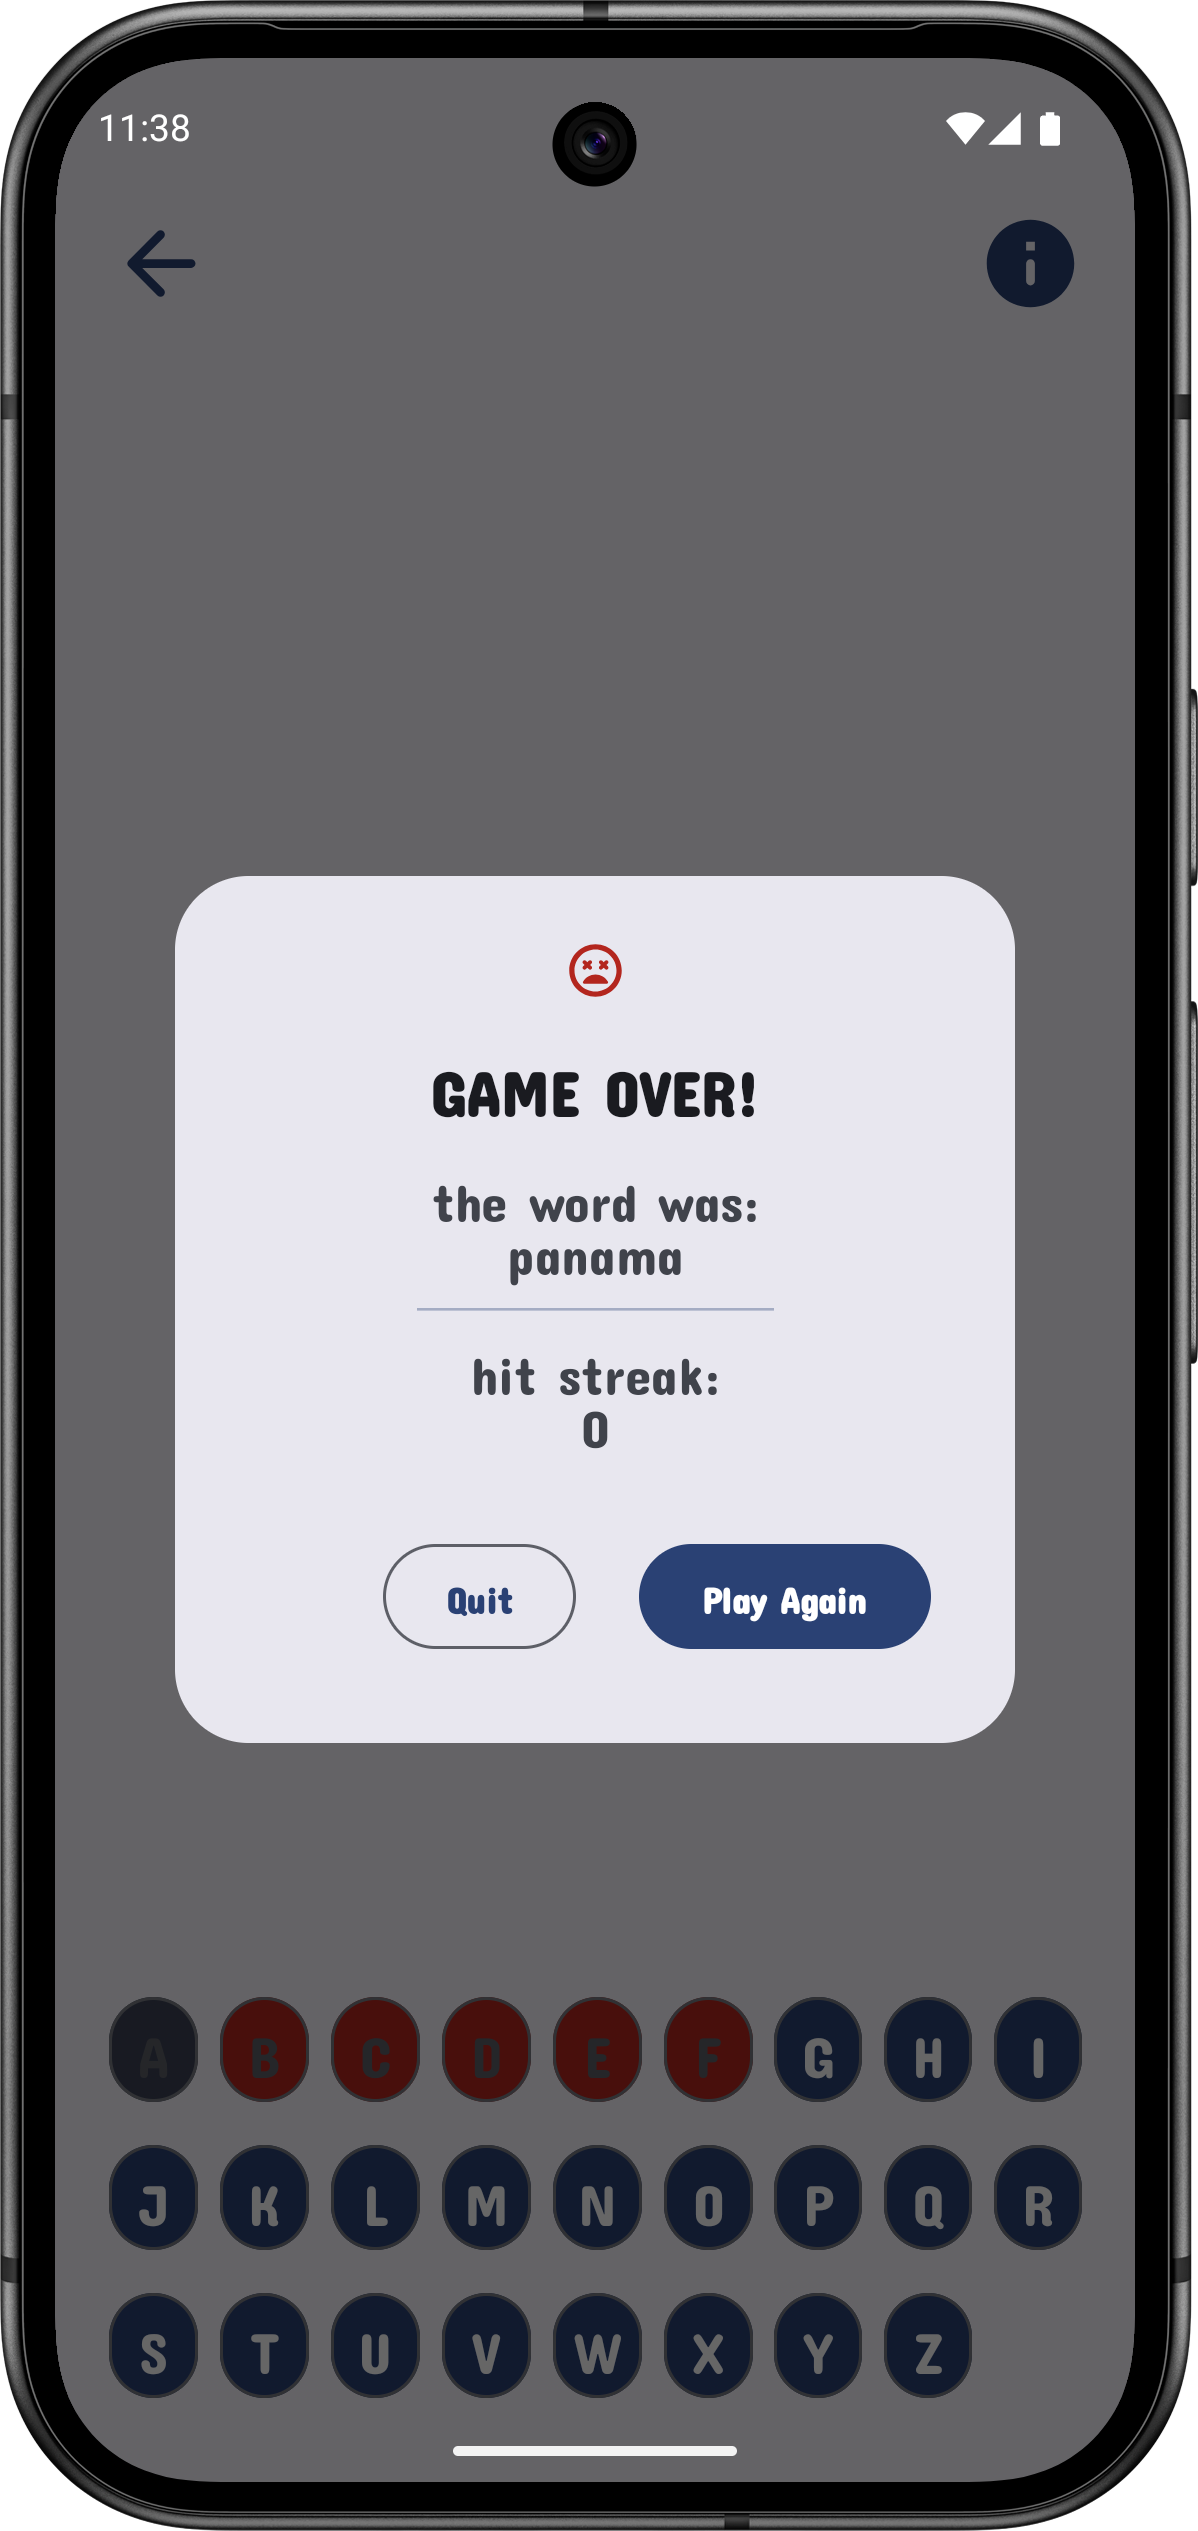 11:38
i
GAME OVER!
the word was:
panama
hit streak:
0
Quit Play Again
A B C D E F G H I
J K L M N O P Q R
S T U V W X Y Z